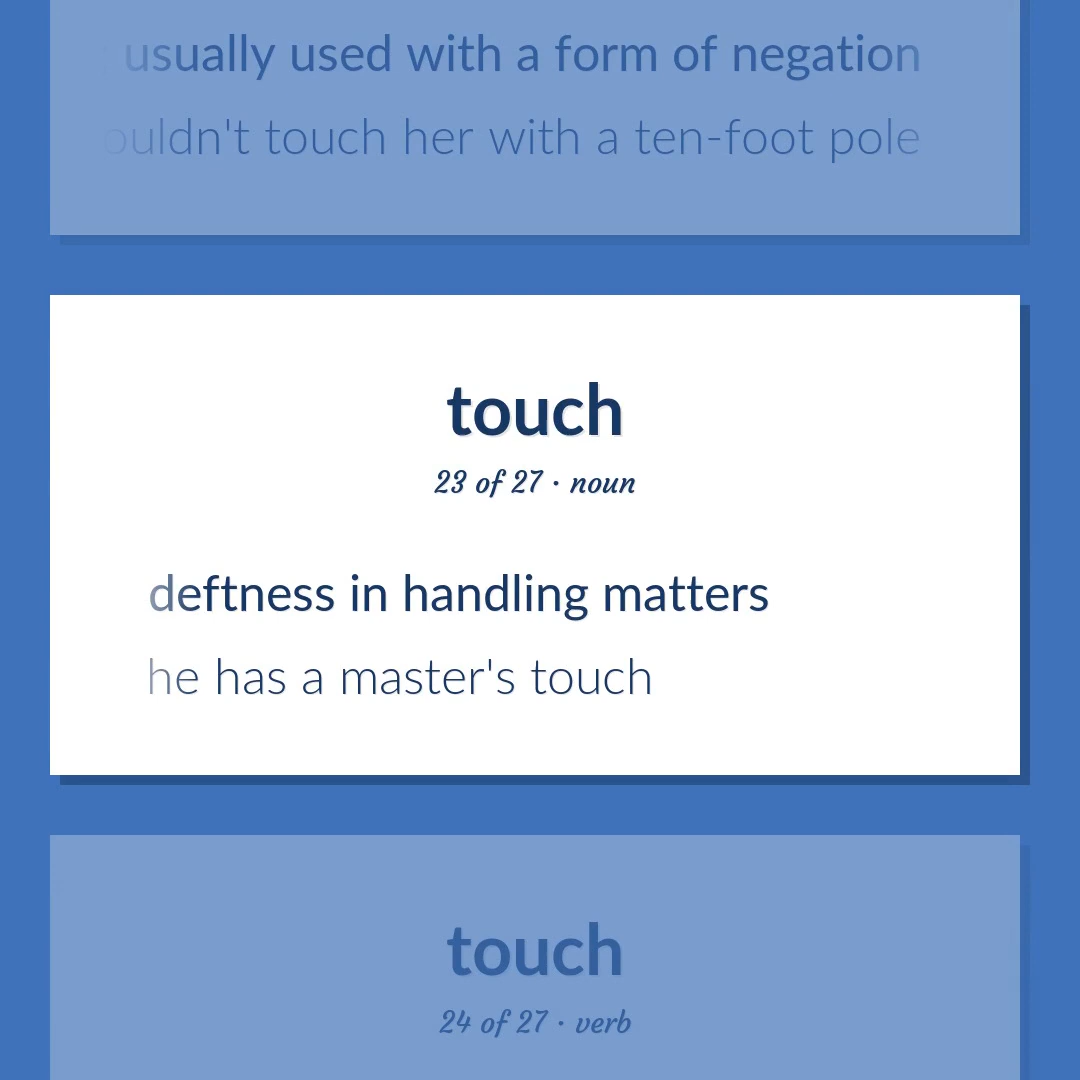 usually used with a form of negation
ouldn't touch her with a ten-foot pole
touch
23 of 27 · noun
deftness in handling matters
he has a master's touch
touch
24 of 27 · verb